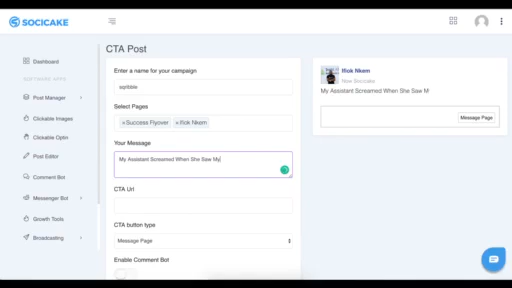 SOCICAKE
CTA Post
Dashboard
SOFTWARE APPS
Post Manager
Clickable Images
Clickable Optin
Post Editor
Comment Bot
Messenger Bot
Growth Tools
Broadcasting
Enter a name for your campaign
Select Pages
×Success Flyover ×Ifiok Nkem
Your Message
My Assistant Screamed When She Saw My
CTA Url
CTA button type
Message Page
Enable Comment Bot
Ifiok Nkem
Now Socicake
My Assistant Screamed When She Saw M
Message Page